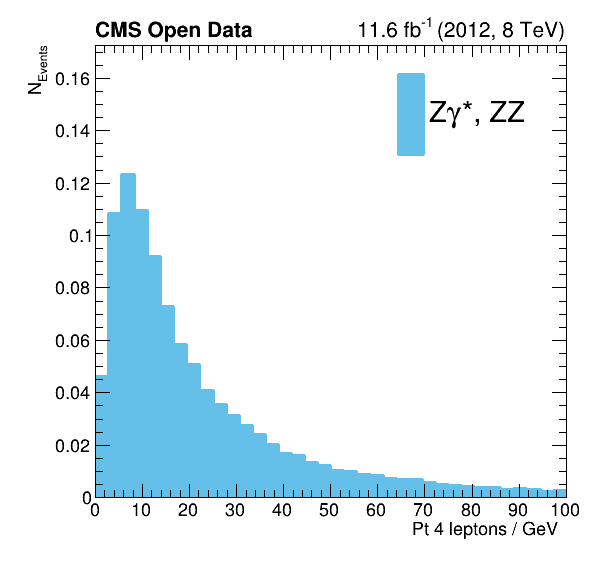 CMS Open Data 11.6 fb⁻¹ (2012, 8 TeV)
N_Events
Zγ*, ZZ
0.16
0.14
0.12
0.1
0.08
0.06
0.04
0.02
0
0 10 20 30 40 50 60 70 80 90 100
Pt 4 leptons / GeV